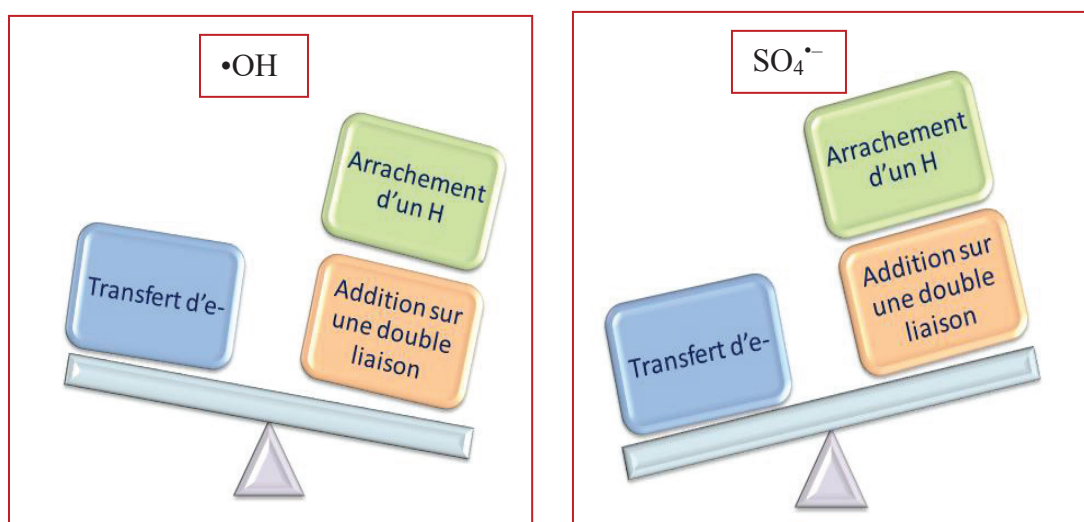 •OH
Arrachement
d'un H
Transfert d'e-
Addition sur
une double
liaison
SO₄•⁻
Arrachement
d'un H
Transfert d'e-
Addition sur
une double
liaison